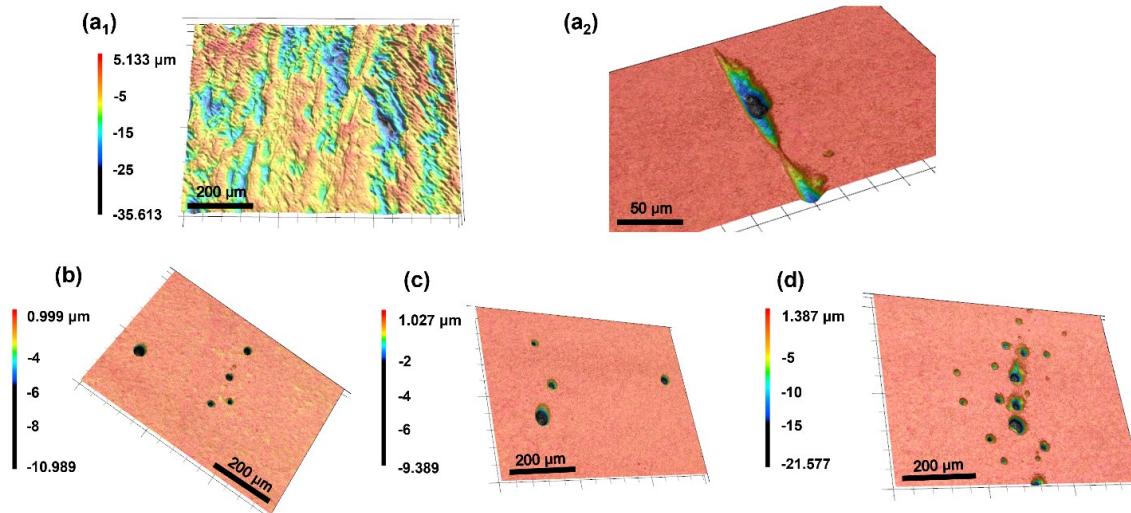 (a1)
5.133 µm
-5
-15
-25
-35.613
200 µm
(a2)
50 µm
(b)
0.999 µm
-4
-6
-8
-10.989
200 µm
(c)
1.027 µm
-2
-4
-6
-9.389
200 µm
(d)
1.387 µm
-5
-10
-15
-21.577
200 µm